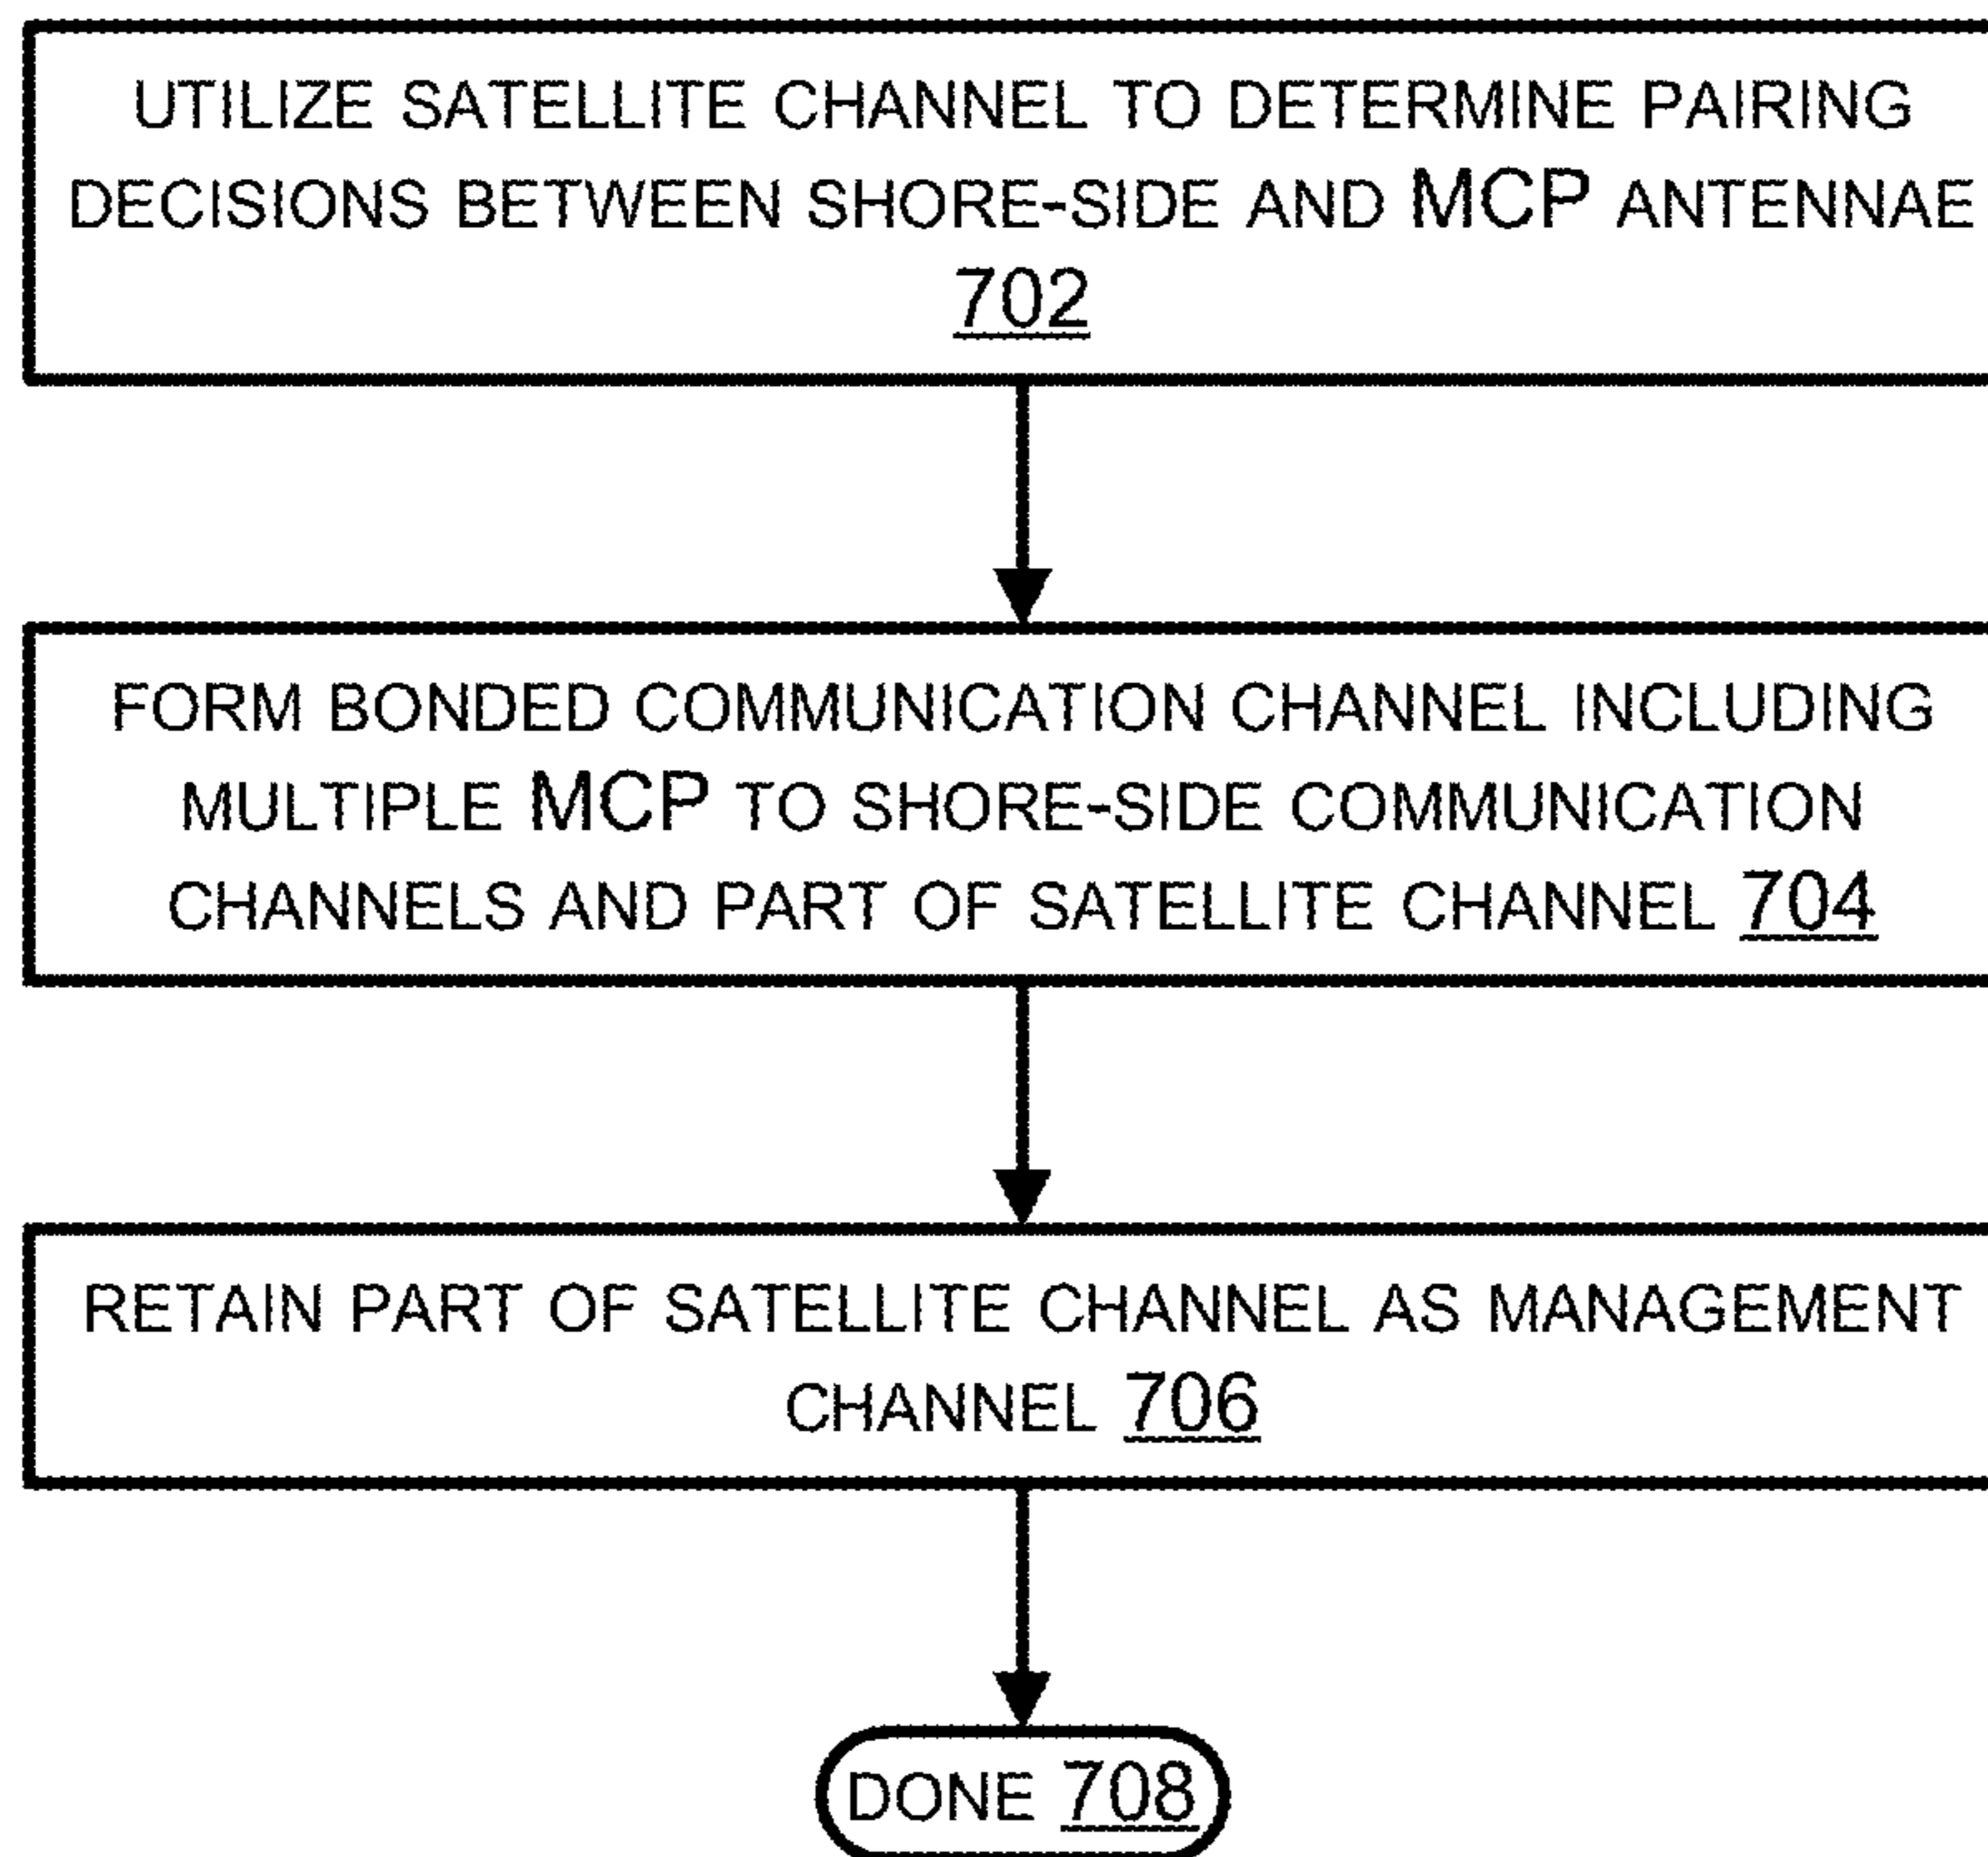 UTILIZE SATELLITE CHANNEL TO DETERMINE PAIRING
DECISIONS BETWEEN SHORE-SIDE AND MCP ANTENNAE
702
FORM BONDED COMMUNICATION CHANNEL INCLUDING
MULTIPLE MCP TO SHORE-SIDE COMMUNICATION
CHANNELS AND PART OF SATELLITE CHANNEL 704
RETAIN PART OF SATELLITE CHANNEL AS MANAGEMENT
CHANNEL 706
DONE 708